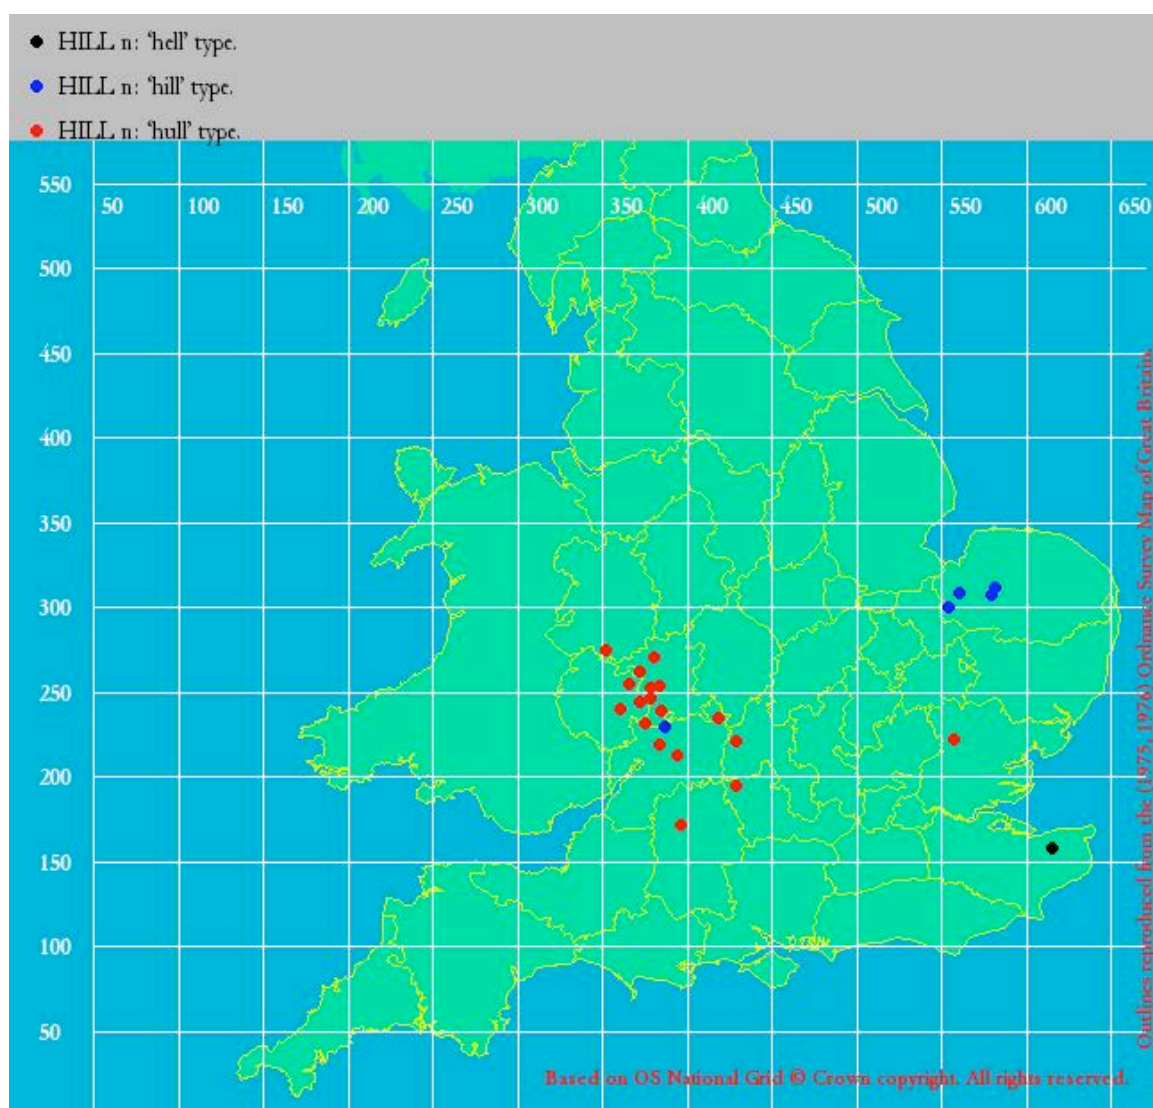 HILL n: ‘hell’ type.
HILL n: ‘hill’ type.
HILL n: ‘hull’ type.
550
50 100 150 200 250 300 350 400 450 500 550 600 650
500
450
400
350
300
250
200
150
100
50
Outlines reproduced from the (1975, 1976) Ordnance Survey Map of Great Britain.
Based on OS National Grid © Crown copyright. All rights reserved.